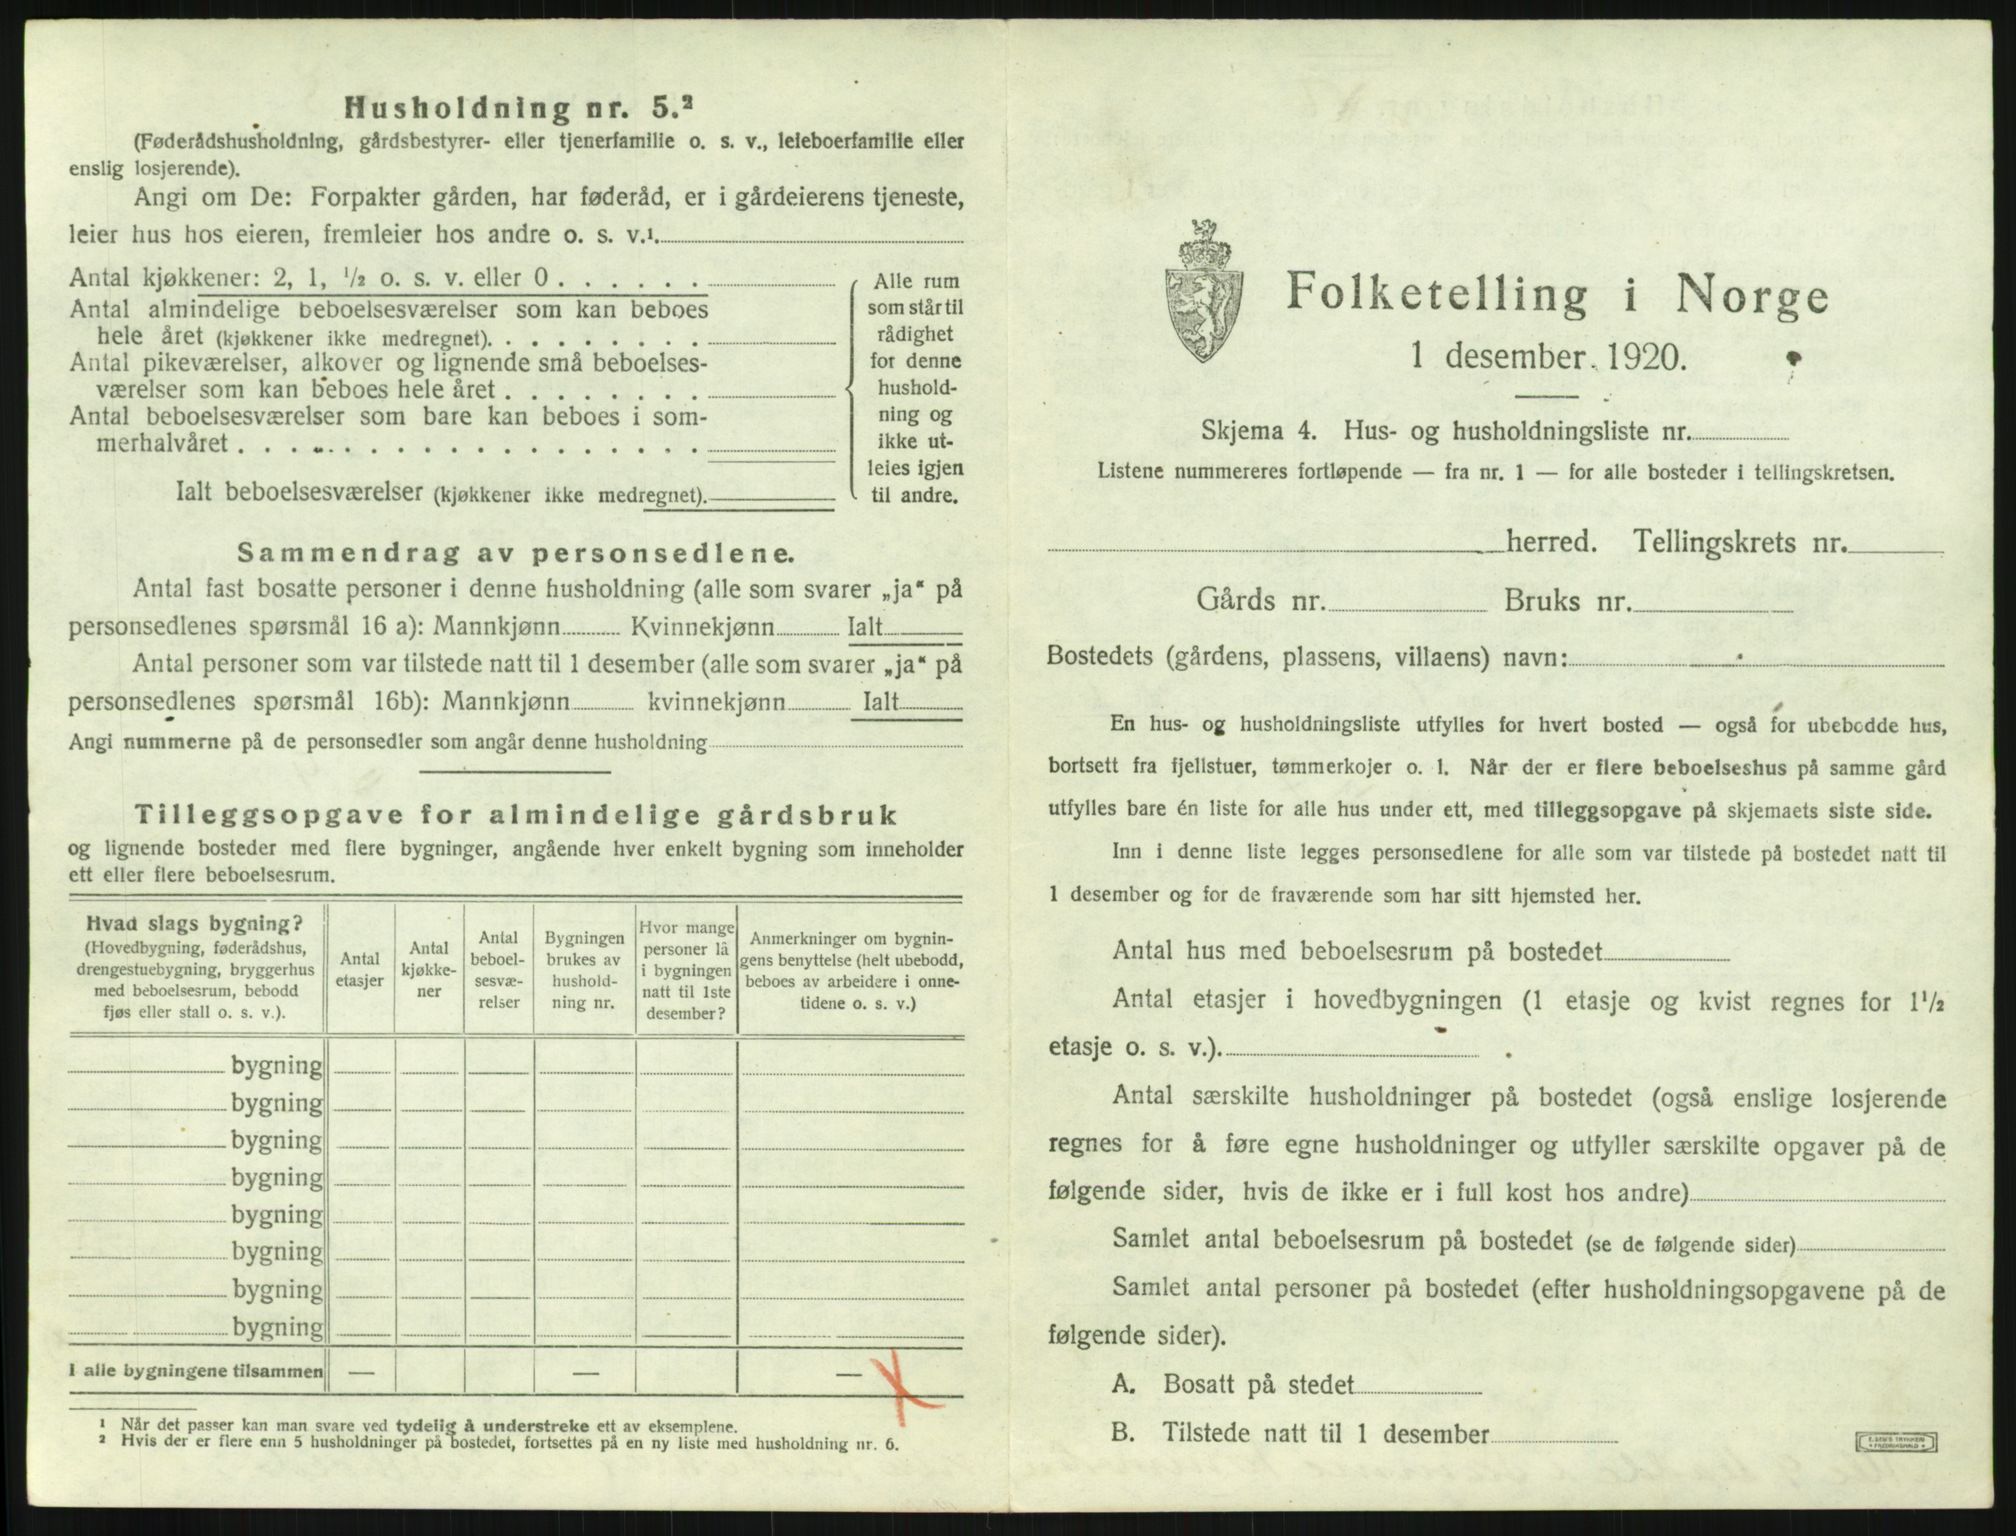 Husholdning nr. 5.²
(Føderådshusholdning, gårdsbestyrer- eller tjenerfamilie o. s. v., leieboerfamilie eller
enslig losjerende).
Angi om De: Forpakter gården, har føderåd, er i gårdeierens tjeneste,
leier hus hos eieren, fremleier hos andre o. s. v.¹
Antal kjøkkener: 2, 1, ½ o. s. v. eller 0
Antal almindelige beboelsesværelser som kan beboes
hele året (kjøkkener ikke medregnet).
Antal pikeværelser, alkover og lignende små beboelses-
værelser som kan beboes hele året
Antal beboelsesværelser som bare kan beboes i som-
merhalvåret
Ialt beboelsesværelser (kjøkkener ikke medregnet).
Alle rum
som står til
rådighet
for denne
hushold-
ning og
ikke ut-
leies igjen
til andre.
Sammendrag av personsedlene.
Antal fast bosatte personer i denne husholdning (alle som svarer „ja“ på
personsedlenes spørsmål 16 a): Mannkjønn Kvinnekjønn Ialt
Antal personer som var tilstede natt til 1 desember (alle som svarer „ja“ på
personsedlenes spørsmål 16b): Mannkjønn kvinnekjønn Ialt
Angi nummerne på de personsedler som angår denne husholdning
Tilleggsopgave for almindelige gårdsbruk
og lignende bosteder med flere bygninger, angående hver enkelt bygning som inneholder
ett eller flere beboelsesrum.
Hvad slags bygning?
(Hovedbygning, føderådshus,
drengestuebygning, bryggerhus
med beboelsesrum, bebodd
fjøs eller stall o. s. v.).
Antal
etasjer
Antal
kjøkke-
ner
Antal
beboel-
sesvæ-
relser
Bygningen
brukes av
hushold-
ning nr.
Hvor mange
personer lå
i bygningen
natt til 1ste
desember?
Anmerkninger om bygnin-
gens benyttelse (helt ubebodd,
beboes av arbeidere i onne-
tidene o. s. v.)
bygning
bygning
bygning
bygning
bygning
bygning
bygning
bygning
I alle bygningene tilsammen — — —
¹ Når det passer kan man svare ved tydelig å understreke ett av eksemplene.
² Hvis der er flere enn 5 husholdninger på bostedet, fortsettes på en ny liste med husholdning nr. 6.
Folketelling i Norge
1 desember 1920.
Skjema 4. Hus- og husholdningsliste nr.
Listene nummereres fortløpende — fra nr. 1 — for alle bosteder i tellingskretsen.
herred. Tellingskrets nr.
Gårds nr. Bruks nr.
Bostedets (gårdens, plassens, villaens) navn:
En hus- og husholdningsliste utfylles for hvert bosted — også for ubebodde hus,
bortsett fra fjellstuer, tømmerkojer o. l. Når der er flere beboelseshus på samme gård
utfylles bare én liste for alle hus under ett, med tilleggsopgave på skjemaets siste side.
Inn i denne liste legges personsedlene for alle som var tilstede på bostedet natt til
1 desember og for de fraværende som har sitt hjemsted her.
Antal hus med beboelsesrum på bostedet
Antal etasjer i hovedbygningen (1 etasje og kvist regnes for 1½
etasje o. s. v.).
Antal særskilte husholdninger på bostedet (også enslige losjerende
regnes for å føre egne husholdninger og utfyller særskilte opgaver på de
følgende sider, hvis de ikke er i full kost hos andre)
Samlet antal beboelsesrum på bostedet (se de følgende sider)
Samlet antal personer på bostedet (efter husholdningsopgavene på de
følgende sider).
A. Bosatt på stedet
B. Tilstede natt til 1 desember